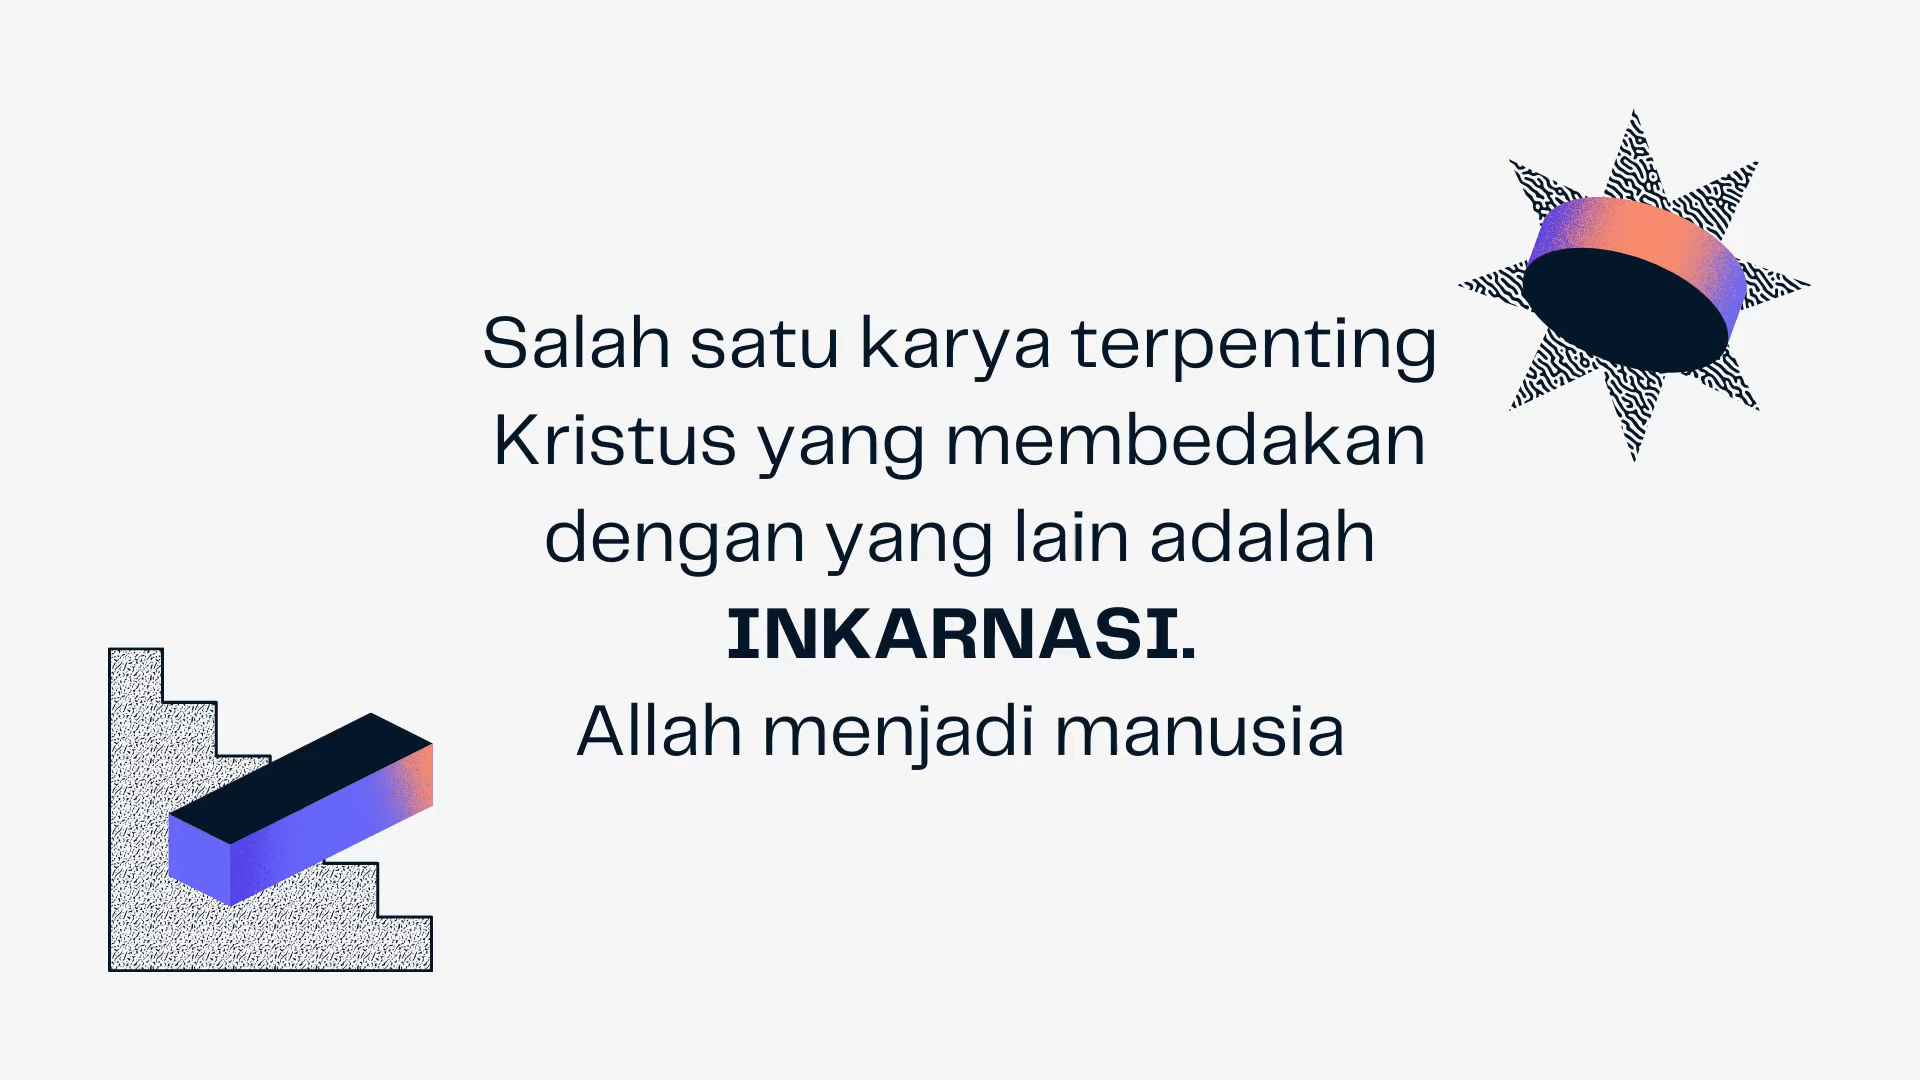 Salah satu karya terpenting
Kristus yang membedakan
dengan yang lain adalah
INKARNASI.
Allah menjadi manusia